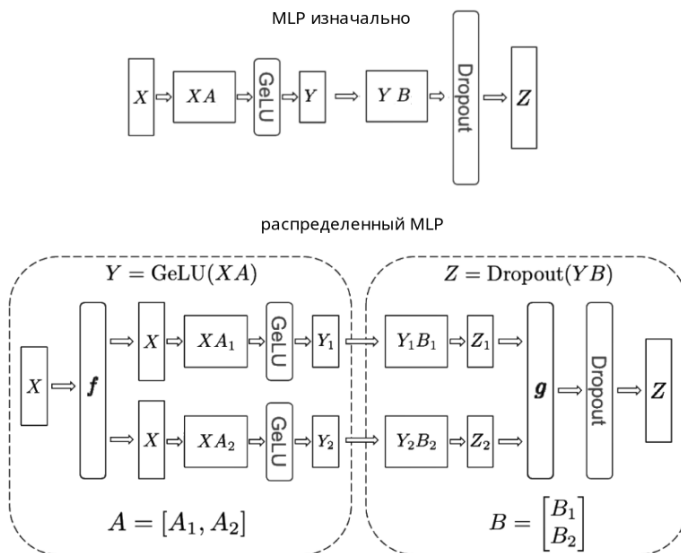 MLP изначально
X XA GeLU Y Y B Dropout Z
распределенный MLP
Y = GeLU(XA)
Z = Dropout(YB)
X f X XA₁ GeLU Y₁ Y₁B₁ Z₁ g Dropout Z
X XA₂ GeLU Y₂ Y₂B₂ Z₂
A = [A₁, A₂]
B = [B₁
B₂]